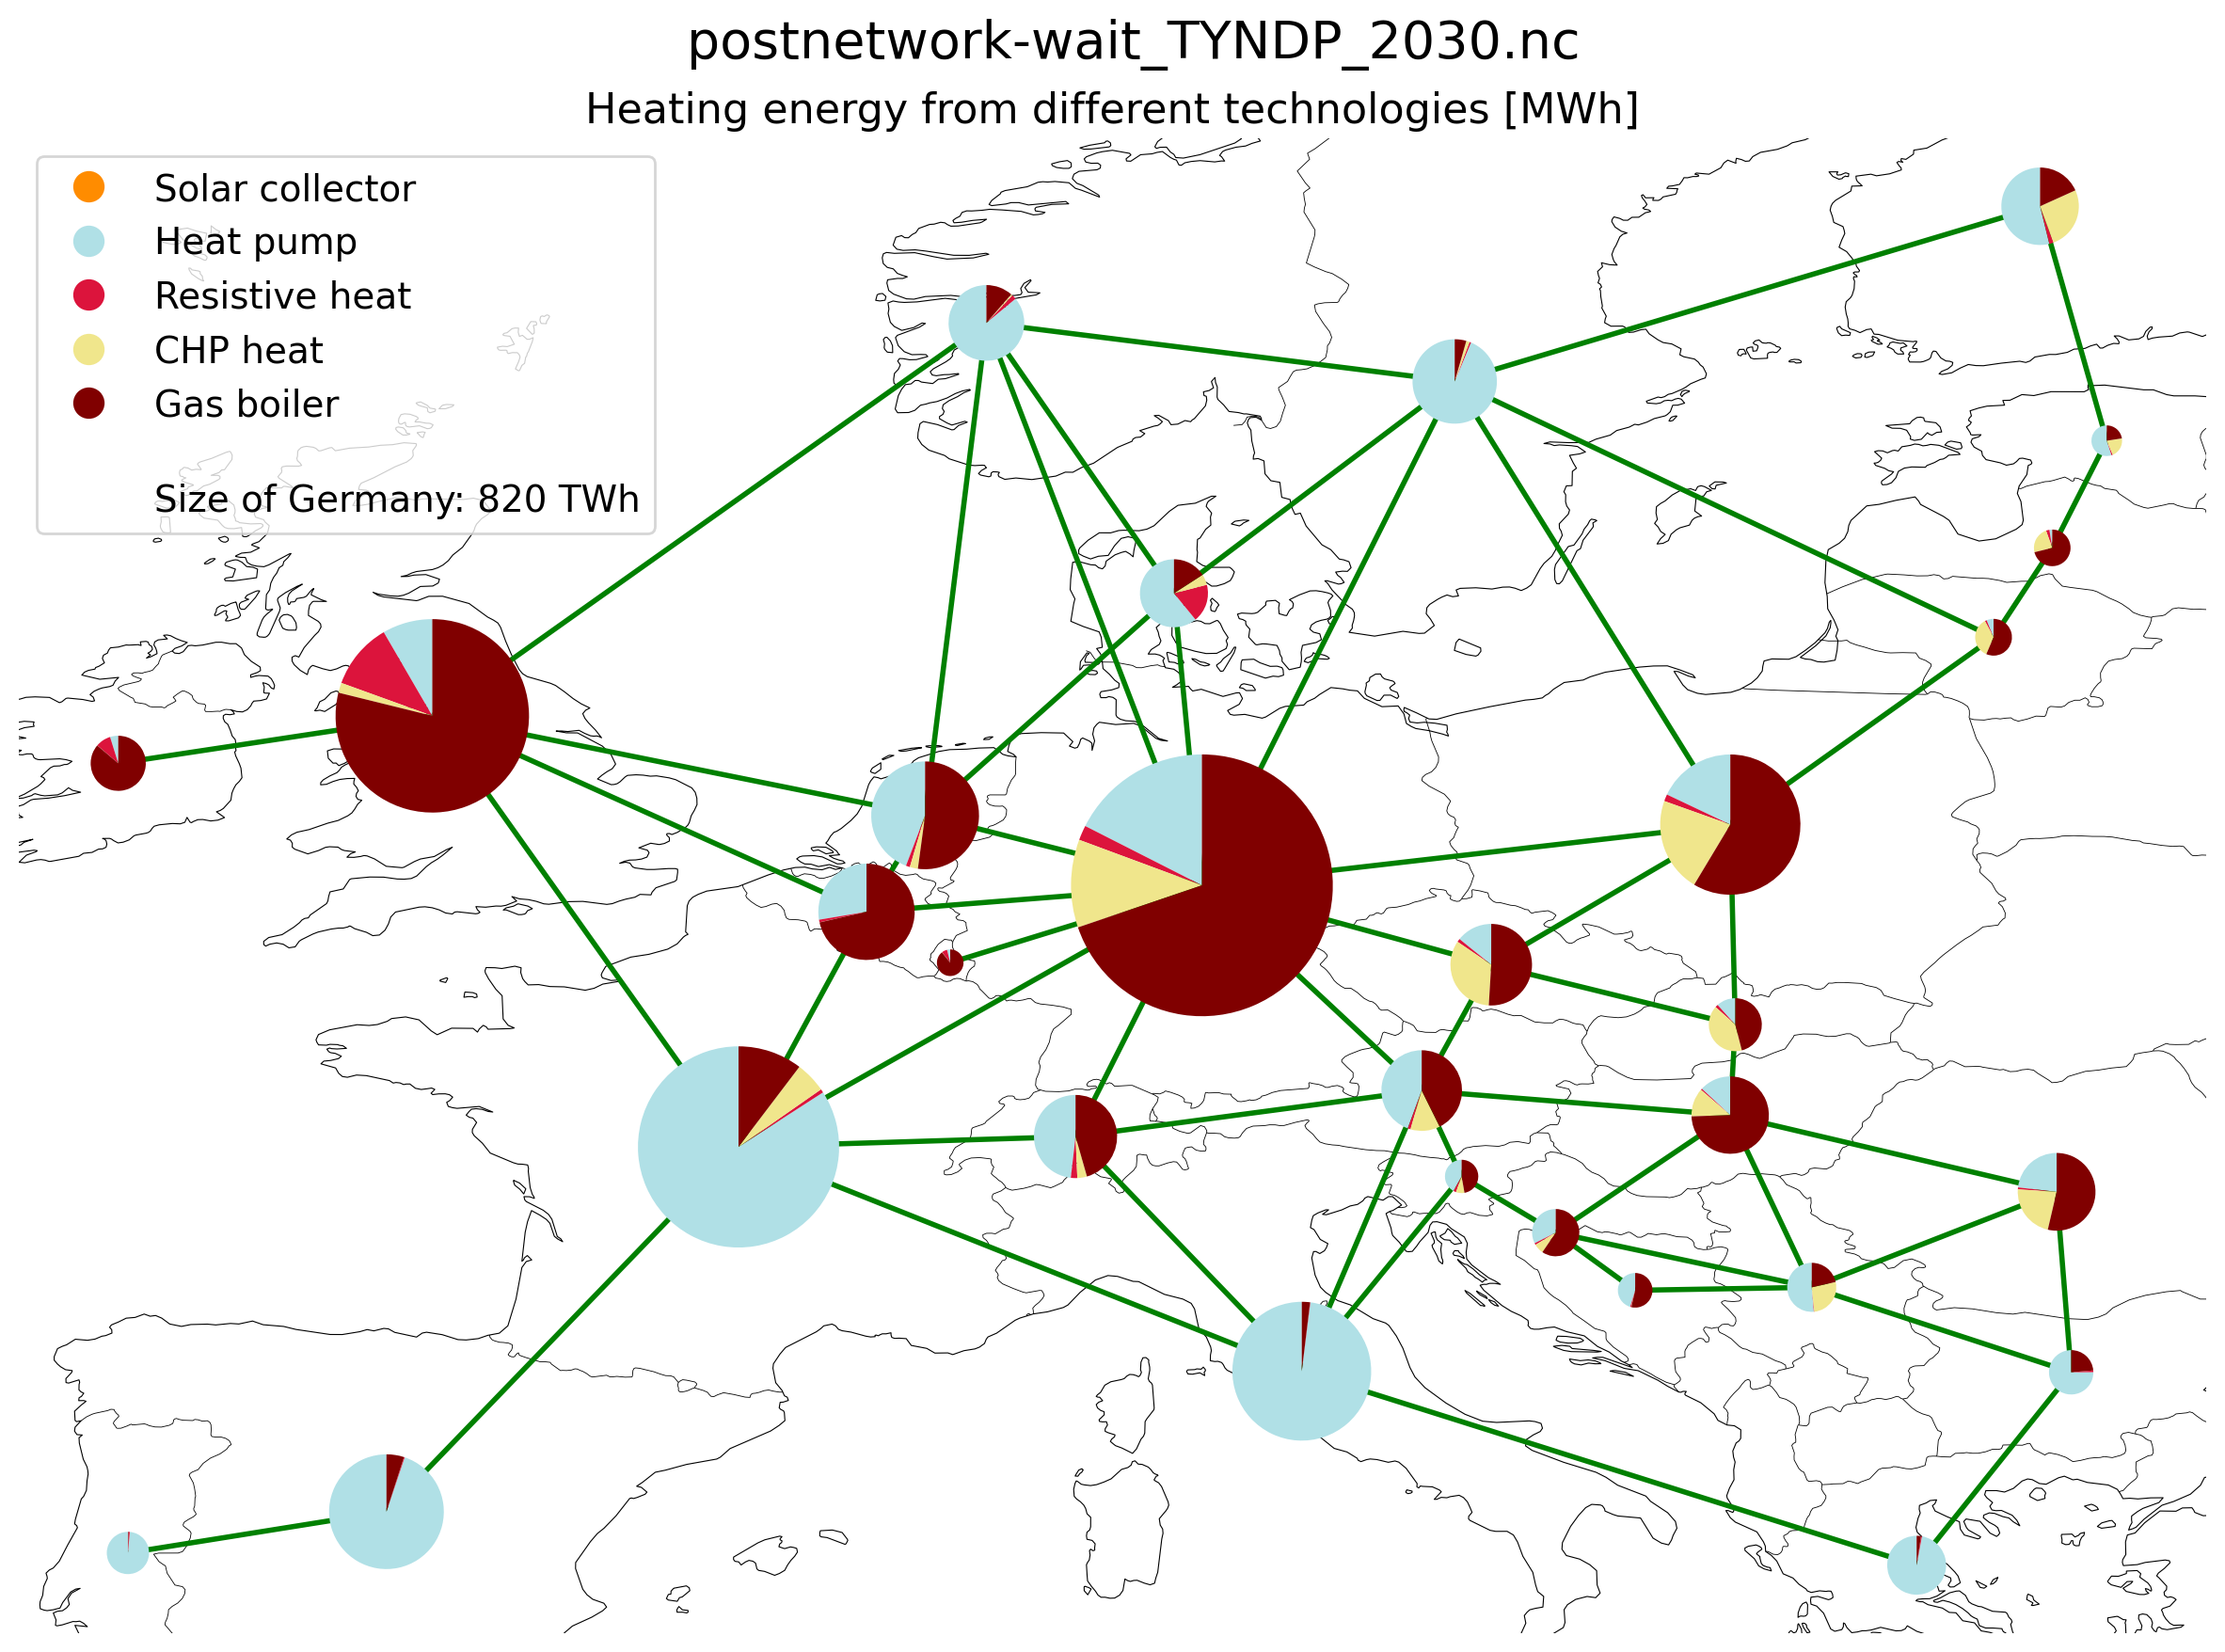 postnetwork-wait_TYNDP_2030.nc
Heating energy from different technologies [MWh]
Solar collector
Heat pump
Resistive heat
CHP heat
Gas boiler
Size of Germany: 820 TWh